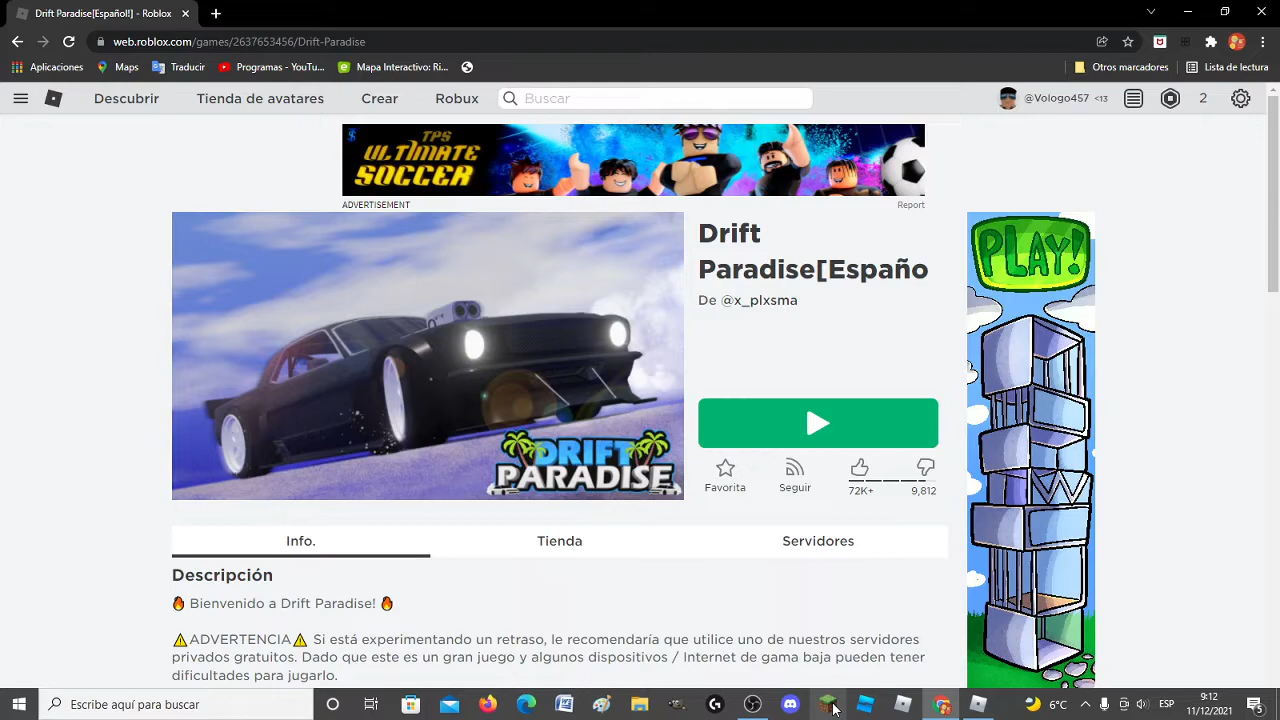 Drift Paradise[Español!] - Roblox
web.roblox.com/games/2637653456/Drift-Paradise
Aplicaciones
Maps
Traducir
Programas - YouTu...
Mapa Interactivo: Ri...
Otros marcadores
Lista de lectura
Descubrir
Tienda de avatares
Crear
Robux
Buscar
@Vologo457 <13
2
TPS
ULTIMATE
SOCCER
ADVERTISEMENT
Report
DRIFT
PARADISE
Drift
Paradise[Españo
De @x_plxsma
PLAY!
Favorita
Seguir
72K+
9,812
Info.
Tienda
Servidores
Descripción
Bienvenido a Drift Paradise!
ADVERTENCIA Si está experimentando un retraso, le recomendaría que utilice uno de nuestros servidores
privados gratuitos. Dado que este es un gran juego y algunos dispositivos / Internet de gama baja pueden tener
dificultades para jugarlo.
Escribe aquí para buscar
6°C
ESP
9:12
11/12/2021